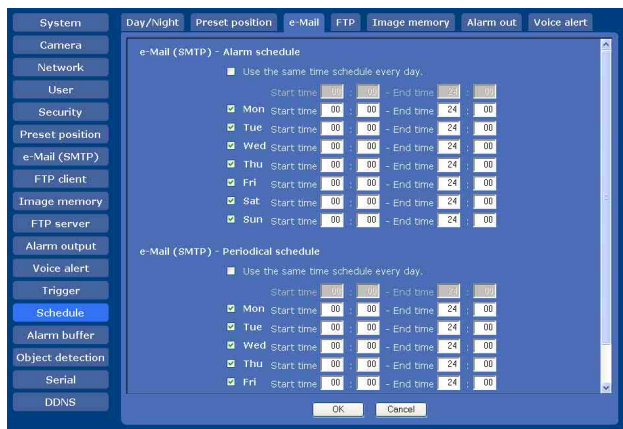 System
Camera
Network
User
Security
Preset position
e-Mail (SMTP)
FTP client
Image memory
FTP server
Alarm output
Voice alert
Trigger
Schedule
Alarm buffer
Object detection
Serial
DDNS
Day/Night Preset position e-Mail FTP Image memory Alarm out Voice alert
e-Mail (SMTP) - Alarm schedule
Use the same time schedule every day.
Start time 00 : 00 - End time 24 : 00
Mon Start time 00 : 00 - End time 24 : 00
Tue Start time 00 : 00 - End time 24 : 00
Wed Start time 00 : 00 - End time 24 : 00
Thu Start time 00 : 00 - End time 24 : 00
Fri Start time 00 : 00 - End time 24 : 00
Sat Start time 00 : 00 - End time 24 : 00
Sun Start time 00 : 00 - End time 24 : 00
e-Mail (SMTP) - Periodical schedule
Use the same time schedule every day.
Start time 00 : 00 - End time 24 : 00
Mon Start time 00 : 00 - End time 24 : 00
Tue Start time 00 : 00 - End time 24 : 00
Wed Start time 00 : 00 - End time 24 : 00
Thu Start time 00 : 00 - End time 24 : 00
Fri Start time 00 : 00 - End time 24 : 00
OK Cancel